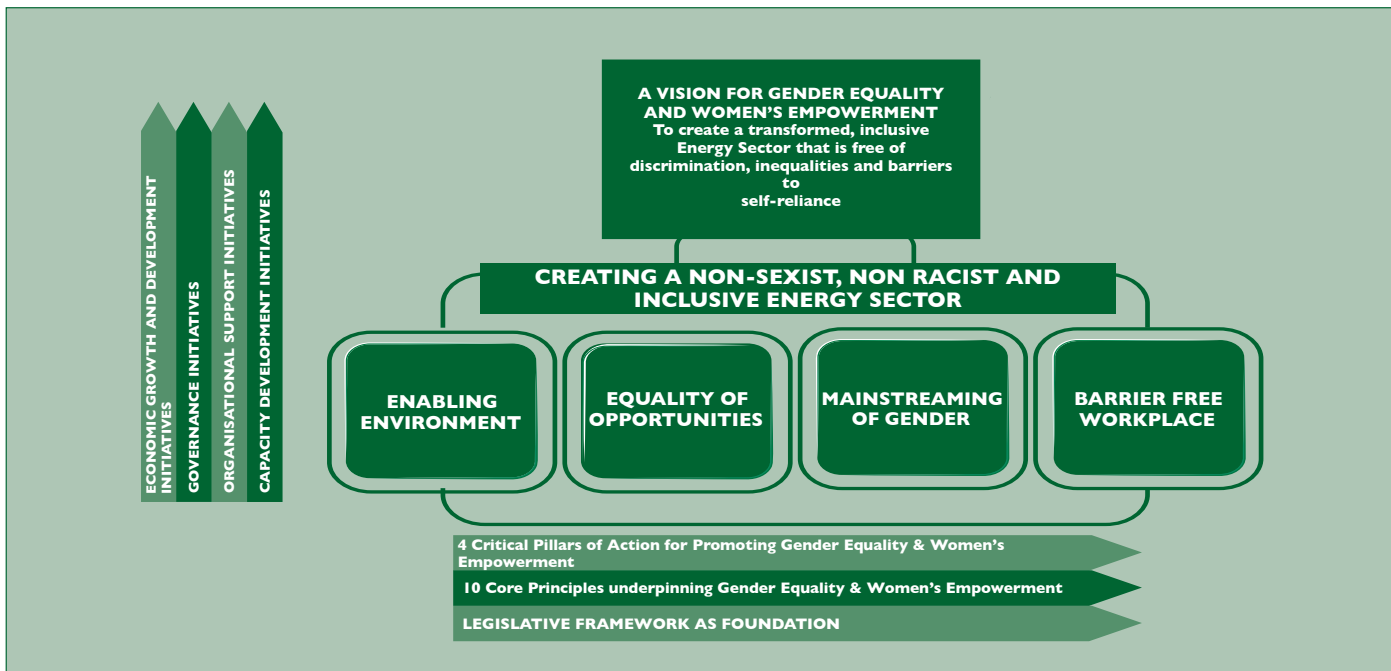 A VISION FOR GENDER EQUALITY
AND WOMEN'S EMPOWERMENT
To create a transformed, inclusive
Energy Sector that is free of
discrimination, inequalities and barriers
to
self-reliance
CREATING A NON-SEXIST, NON RACIST AND
INCLUSIVE ENERGY SECTOR
ECONOMIC GROWTH AND DEVELOPMENT
INITIATIVES
GOVERNANCE INITIATIVES
ORGANISATIONAL SUPPORT INITIATIVES
CAPACITY DEVELOPMENT INITIATIVES
ENABLING
ENVIRONMENT
EQUALITY OF
OPPORTUNITIES
MAINSTREAMING
OF GENDER
BARRIER FREE
WORKPLACE
4 Critical Pillars of Action for Promoting Gender Equality & Women's
Empowerment
10 Core Principles underpinning Gender Equality & Women's Empowerment
LEGISLATIVE FRAMEWORK AS FOUNDATION